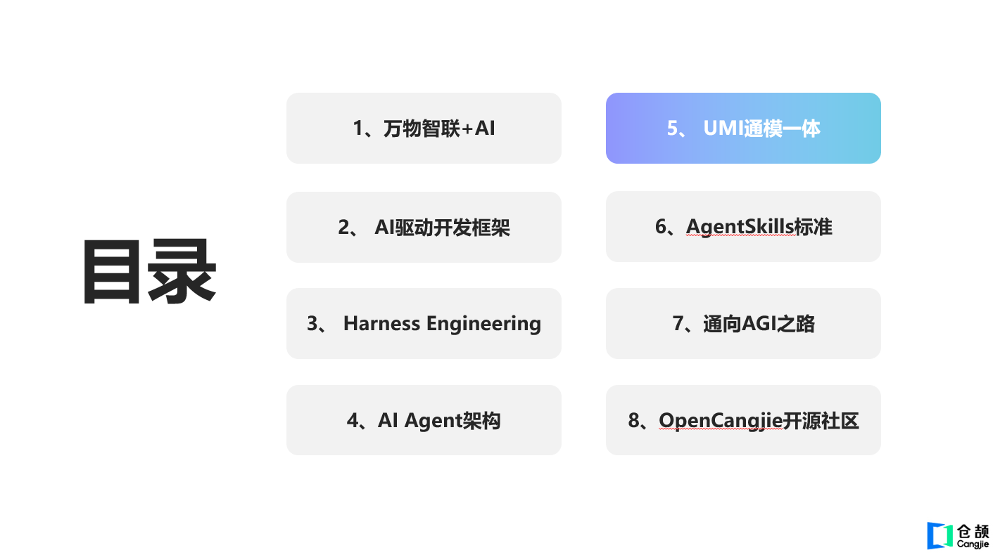 目录
1、万物智联+AI
2、 AI驱动开发框架
3、 Harness Engineering
4、AI Agent架构
5、 UMI通模一体
6、AgentSkills标准
7、通向AGI之路
8、OpenCangjie开源社区
仓颉
Cangjie